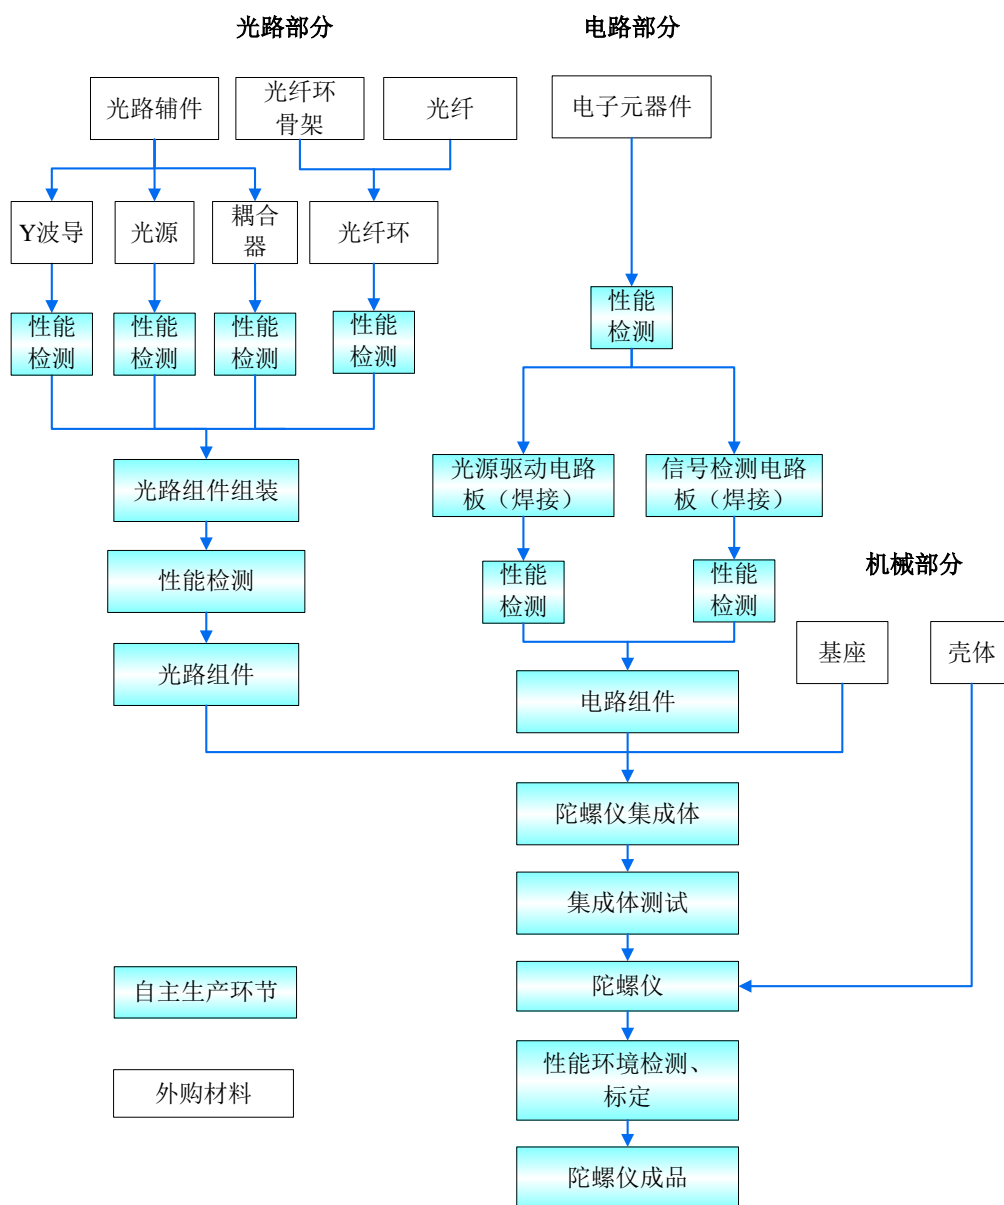 光路部分
电路部分
光路辅件
光纤环
骨架
光纤
电子元器件
Y波导
光源
耦合
器
光纤环
性能
检测
性能
检测
性能
检测
性能
检测
性能
检测
光源驱动电路
板（焊接）
信号检测电路
板（焊接）
光路组件组装
性能检测
性能
检测
性能
检测
机械部分
光路组件
电路组件
基座
壳体
陀螺仪集成体
集成体测试
陀螺仪
自主生产环节
性能环境检测、
标定
外购材料
陀螺仪成品